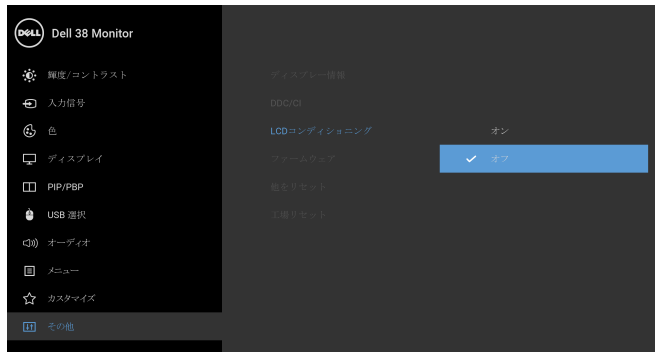 DELL
Dell 38 Monitor
輝度/コントラスト
入力信号
色
ディスプレイ
PIP/PBP
USB 選択
オーディオ
メニュー
カスタマイズ
その他
ディスプレー情報
DDC/CI
LCDコンディショニング
ファームウェア
他をリセット
工場リセット
オン
オフ